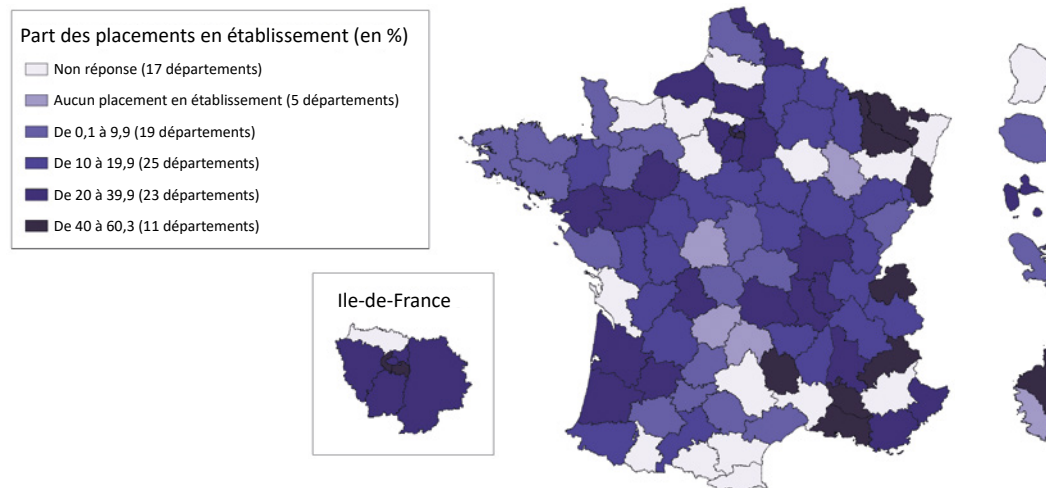 Part des placements en établissement (en %)
Non réponse (17 départements)
Aucun placement en établissement (5 départements)
De 0,1 à 9,9 (19 départements)
De 10 à 19,9 (25 départements)
De 20 à 39,9 (23 départements)
De 40 à 60,3 (11 départements)
Ile-de-France